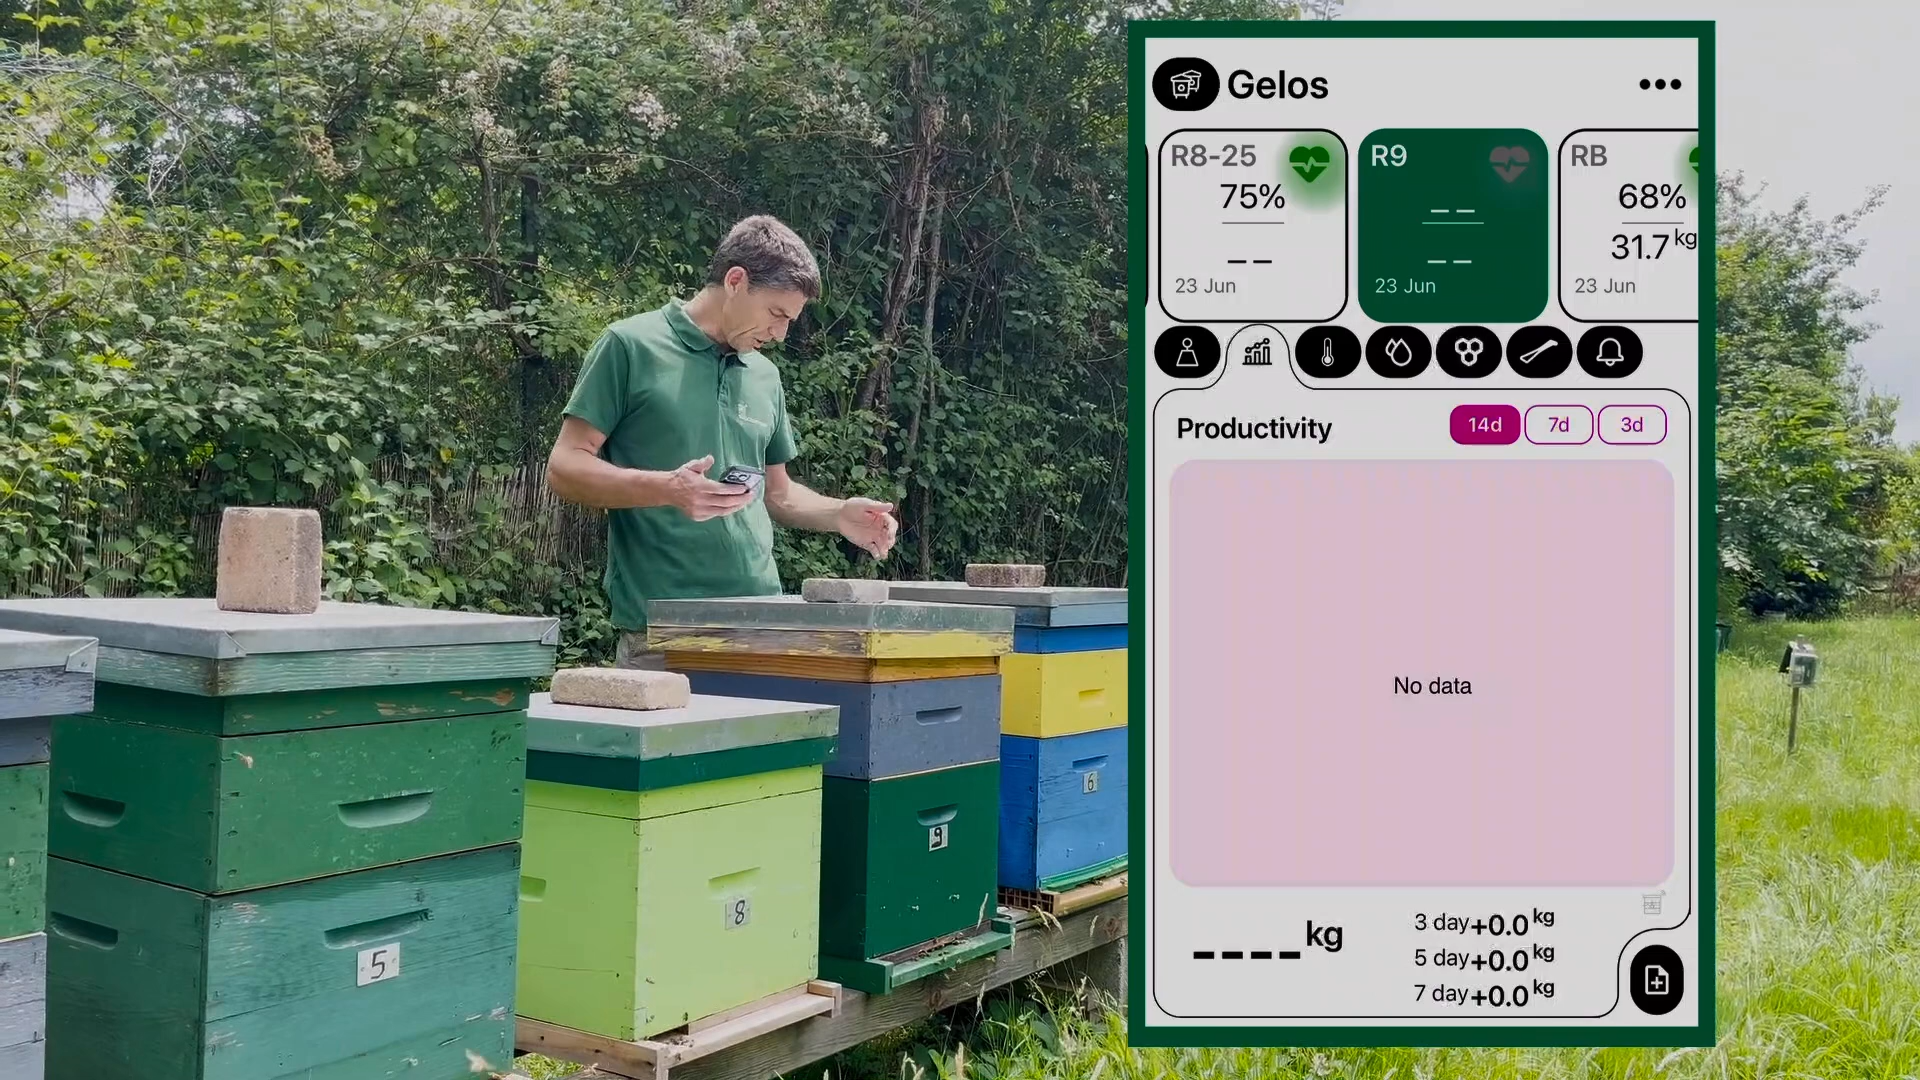 Gelos
R8-25
75%
--
23 Jun
R9
--
--
23 Jun
RB
68%
31.7 kg
23 Jun
Productivity
14d
7d
3d
No data
---- kg
3 day +0.0 kg
5 day +0.0 kg
7 day +0.0 kg
5
8
9
6